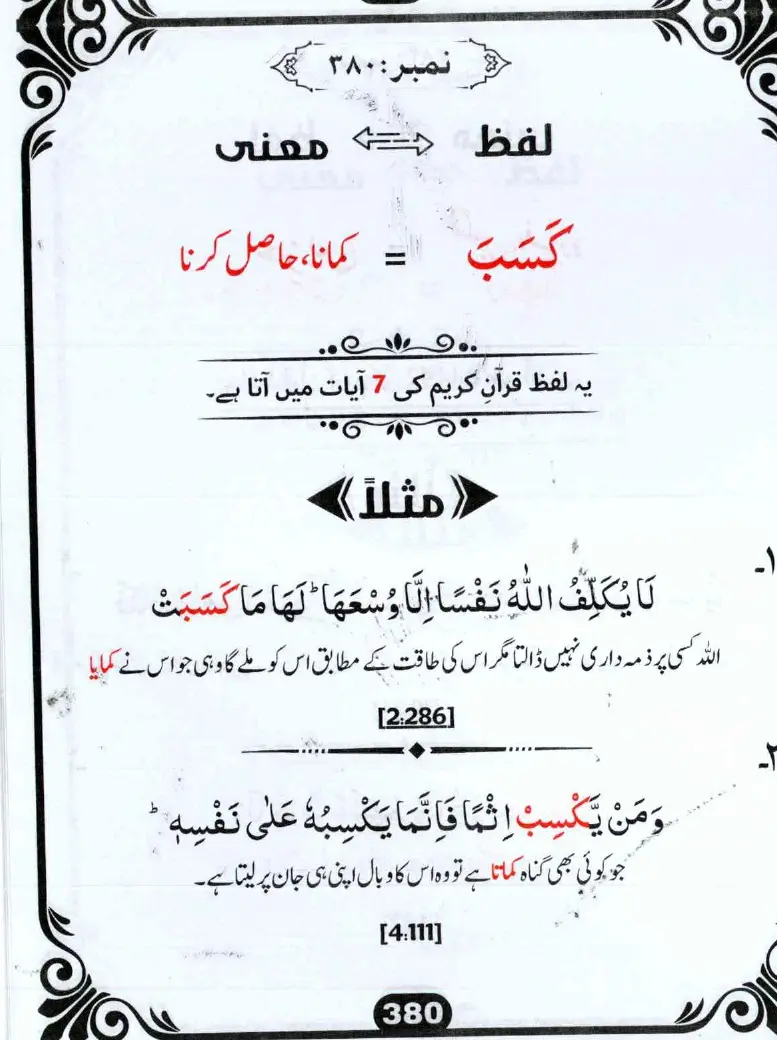 نمبر: ۳۸۰
لفظ ⇔ معنی
کَسَبَ = کمانا، حاصل کرنا
یہ لفظ قرآنِ کریم کی 7 آیات میں آتا ہے۔
مثلاً
۱۔
لَا یُکَلِّفُ اللّٰہُ نَفْسًا اِلَّا وُسْعَھَا ؕ لَھَا مَا کَسَبَتْ
اللہ کسی پر ذمہ داری نہیں ڈالتا مگر اس کی طاقت کے مطابق اس کو ملے گا وہی جو اس نے کمایا
[2:286]
۲۔
وَمَنْ یَّکْسِبْ اِثْمًا فَاِنَّمَا یَکْسِبُہٗ عَلٰی نَفْسِہٖ ؕ
جو کوئی بھی گناہ کماتا ہے تو وہ اس کا وبال اپنی ہی جان پر لیتا ہے۔
[4:111]
380